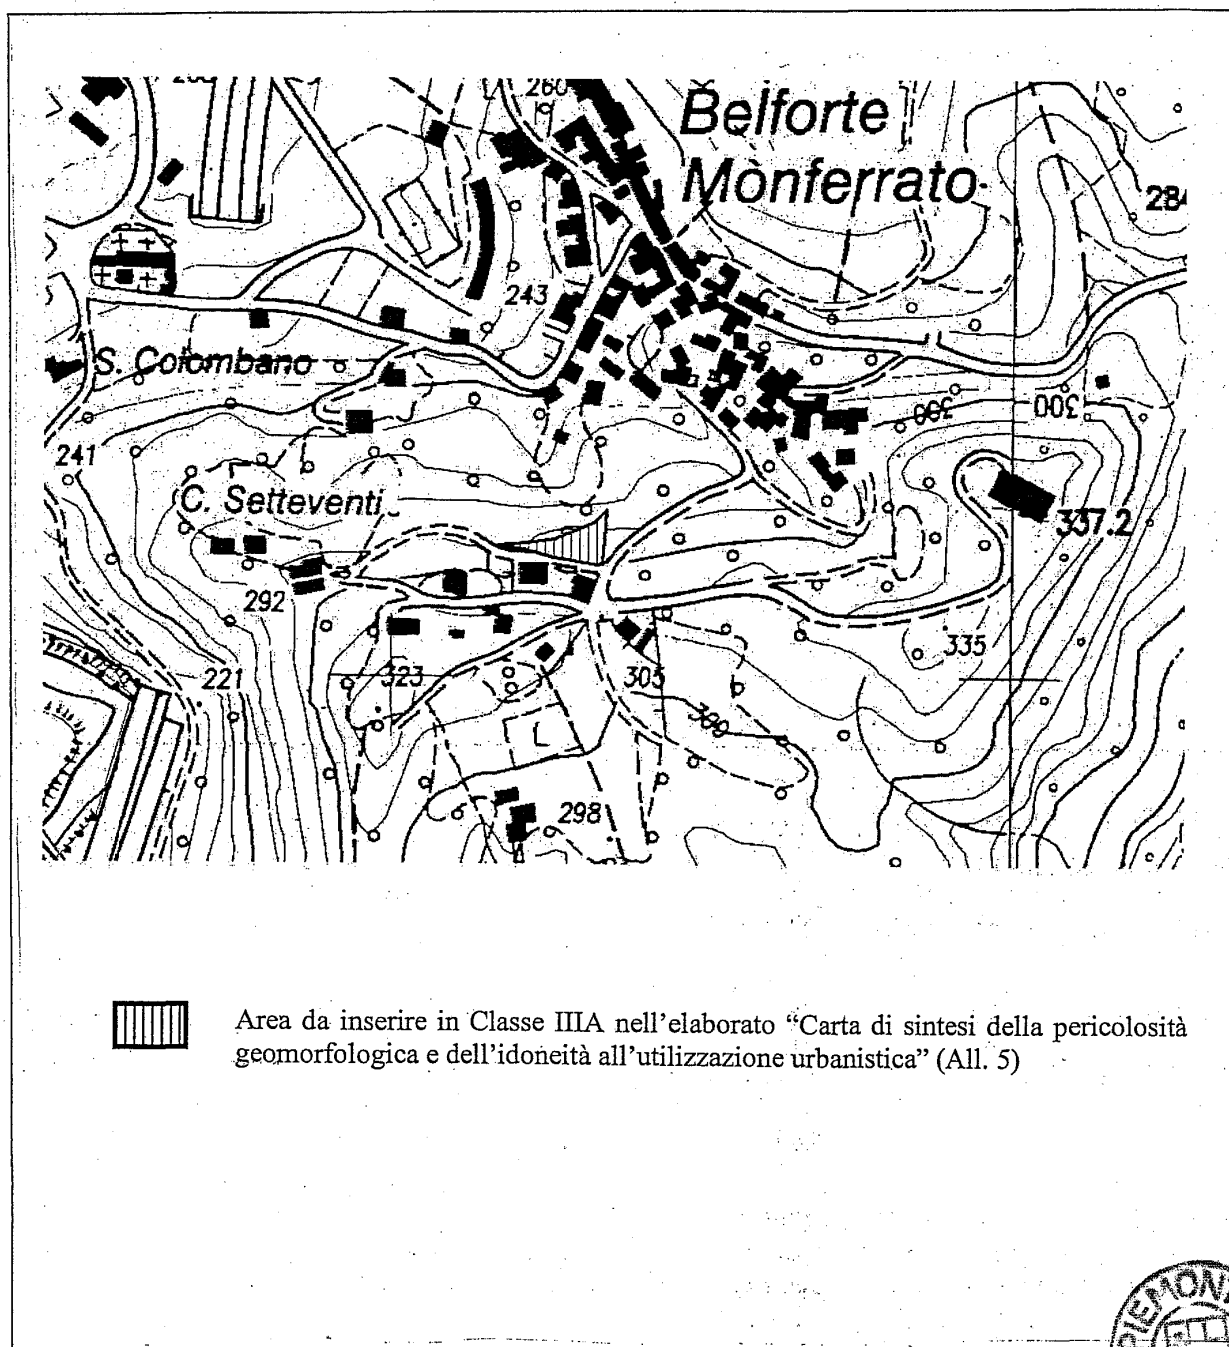 260
Belforte
Monferrato
284
243
S. Colombano
300
300
241
C. Setteventi
337.2
292
335
221
323
305
300
L
298
Area da inserire in Classe IIIA nell'elaborato “Carta di sintesi della pericolosità
geomorfologica e dell'idoneità all'utilizzazione urbanistica” (All. 5)
PIEMON